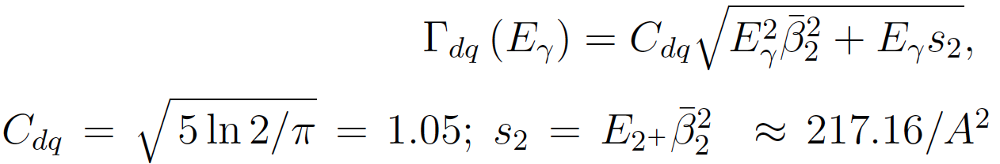 Γ_{dq} (E_γ) = C_{dq} √(E_γ^2 β̄_2^2 + E_γ s_2),
C_{dq} = √(5 ln 2/π) = 1.05; s_2 = E_{2+} β̄_2^2 ≈ 217.16/A^2